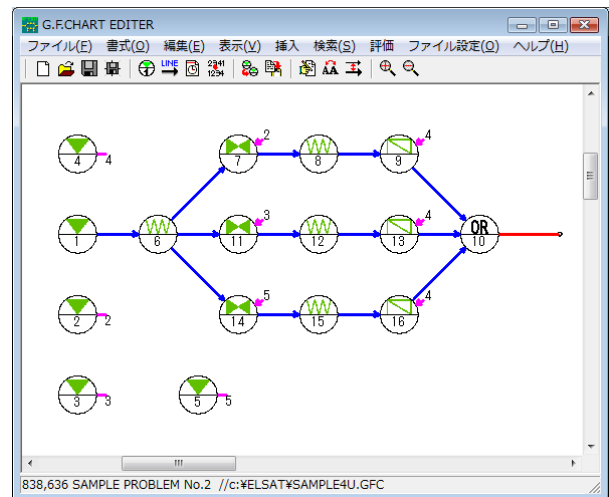 G.F.CHART EDITER
ファイル(F) 書式(O) 編集(E) 表示(V) 挿入 検索(S) 評価 ファイル設定(O) ヘルプ(H)
LINE 2341 1234 AA
4 4 7 2 8 9 4
1 6 11 3 12 13 4 OR 10
2 2 14 5 15 16 4
3 3 5 5
838,636 SAMPLE PROBLEM No.2 //c:¥ELSAT¥SAMPLE4U.GFC